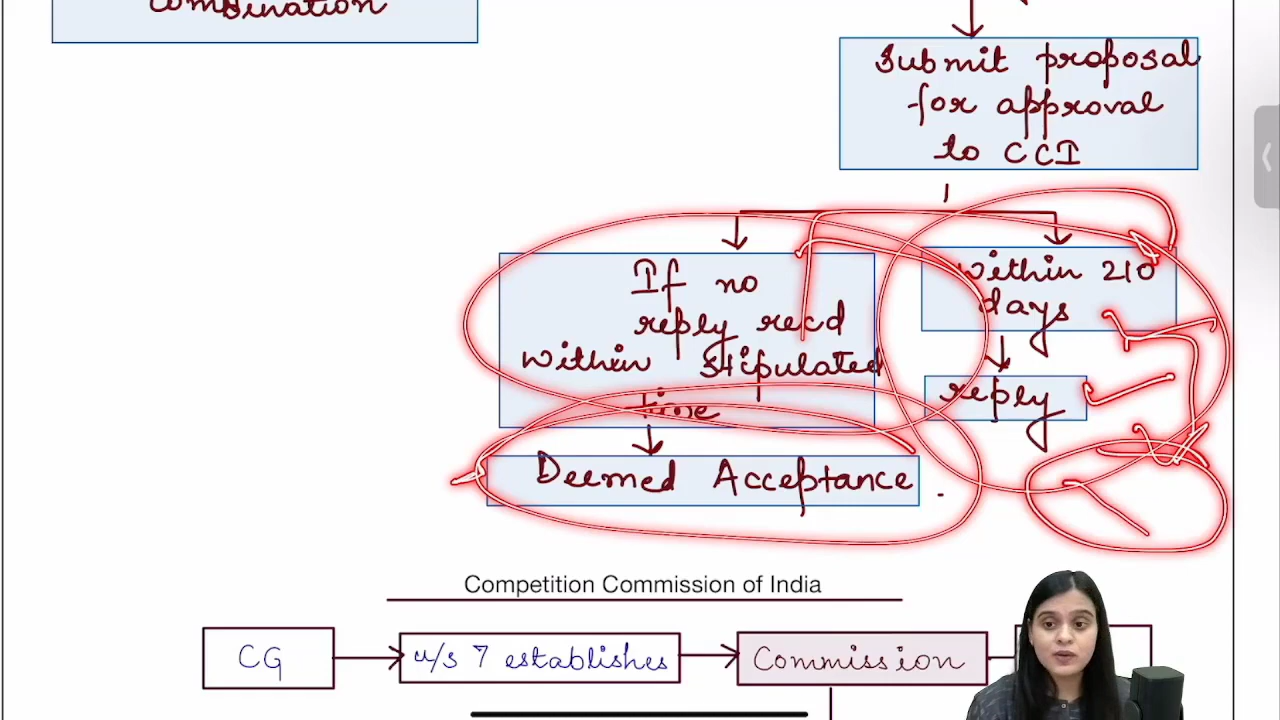 Combination
Submit proposal
for approval
to CCI
If no
reply recd
within stipulated
time
Deemed Acceptance
within 210
days
reply
Competition Commission of India
CG
u/s 7 establishes
Commission